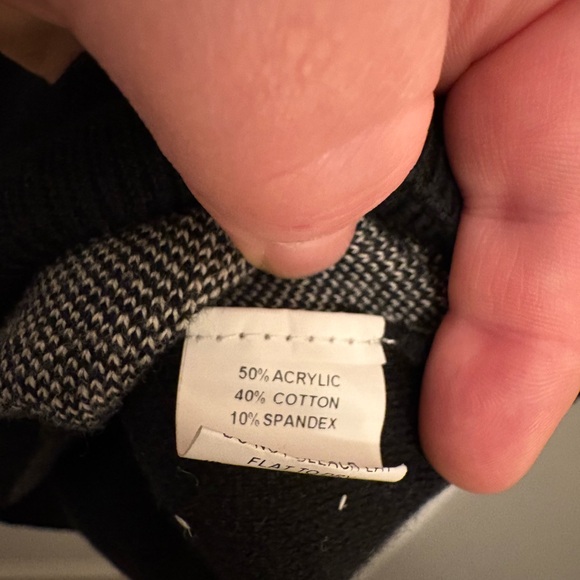 50% ACRYLIC
40% COTTON
10% SPANDEX
FLAT TO